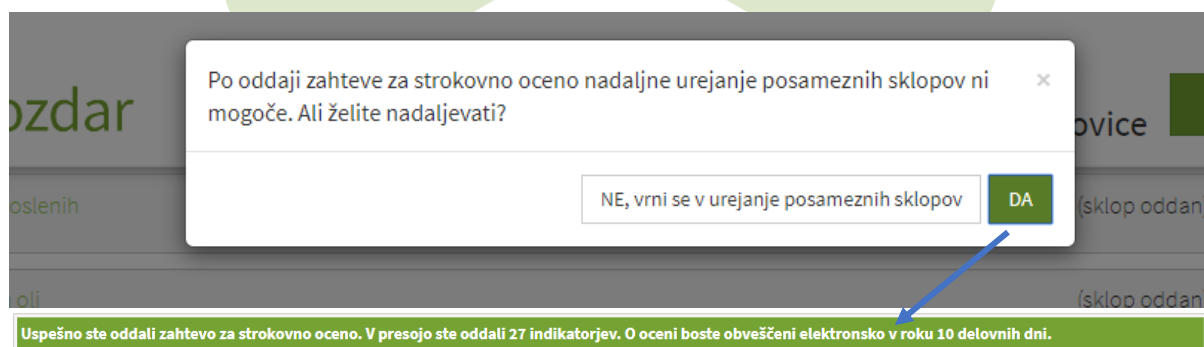 Po oddaji zahteve za strokovno oceno nadaljne urejanje posameznih sklopov ni
mogoče. Ali želite nadaljevati?
×
ozdar
ovice
NE, vrni se v urejanje posameznih sklopov
DA
oslenih
(sklop oddan)
olj
(sklop oddan)
Uspešno ste oddali zahtevo za strokovno oceno. V presojo ste oddali 27 indikatorjev. O oceni boste obveščeni elektronsko v roku 10 delovnih dni.